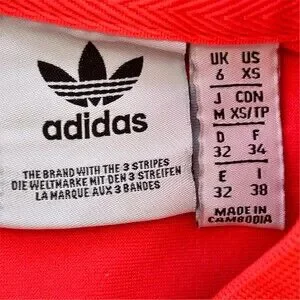 adidas
THE BRAND WITH THE 3 STRIPES
DIE WELTMARKE MIT DEN 3 STREIFEN
LA MARQUE AUX 3 BANDES
UK US
6 XS
J CDN
M XS/TP
D F
32 34
E I
32 38
MADE IN
CAMBODIA